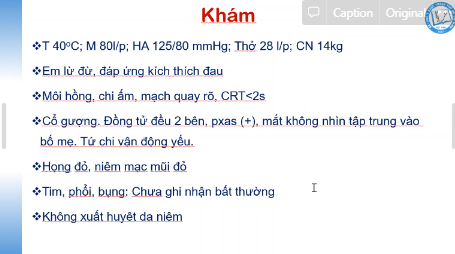 Khám
Caption
Original
❖T 40ºC; M 80l/p; HA 125/80 mmHg; Thở 28 l/p; CN 14kg
❖Em lừ đừ, đáp ứng kích thích đau
❖Môi hồng, chi ấm, mạch quay rõ, CRT<2s
❖Cổ gượng. Đồng tử đều 2 bên, pxas (+), mắt không nhìn tập trung vào
bố mẹ. Tứ chi vận động yếu.
❖Họng đỏ, niêm mạc mũi đỏ
❖Tim, phổi, bụng: Chưa ghi nhận bất thường
❖Không xuất huyết da niêm